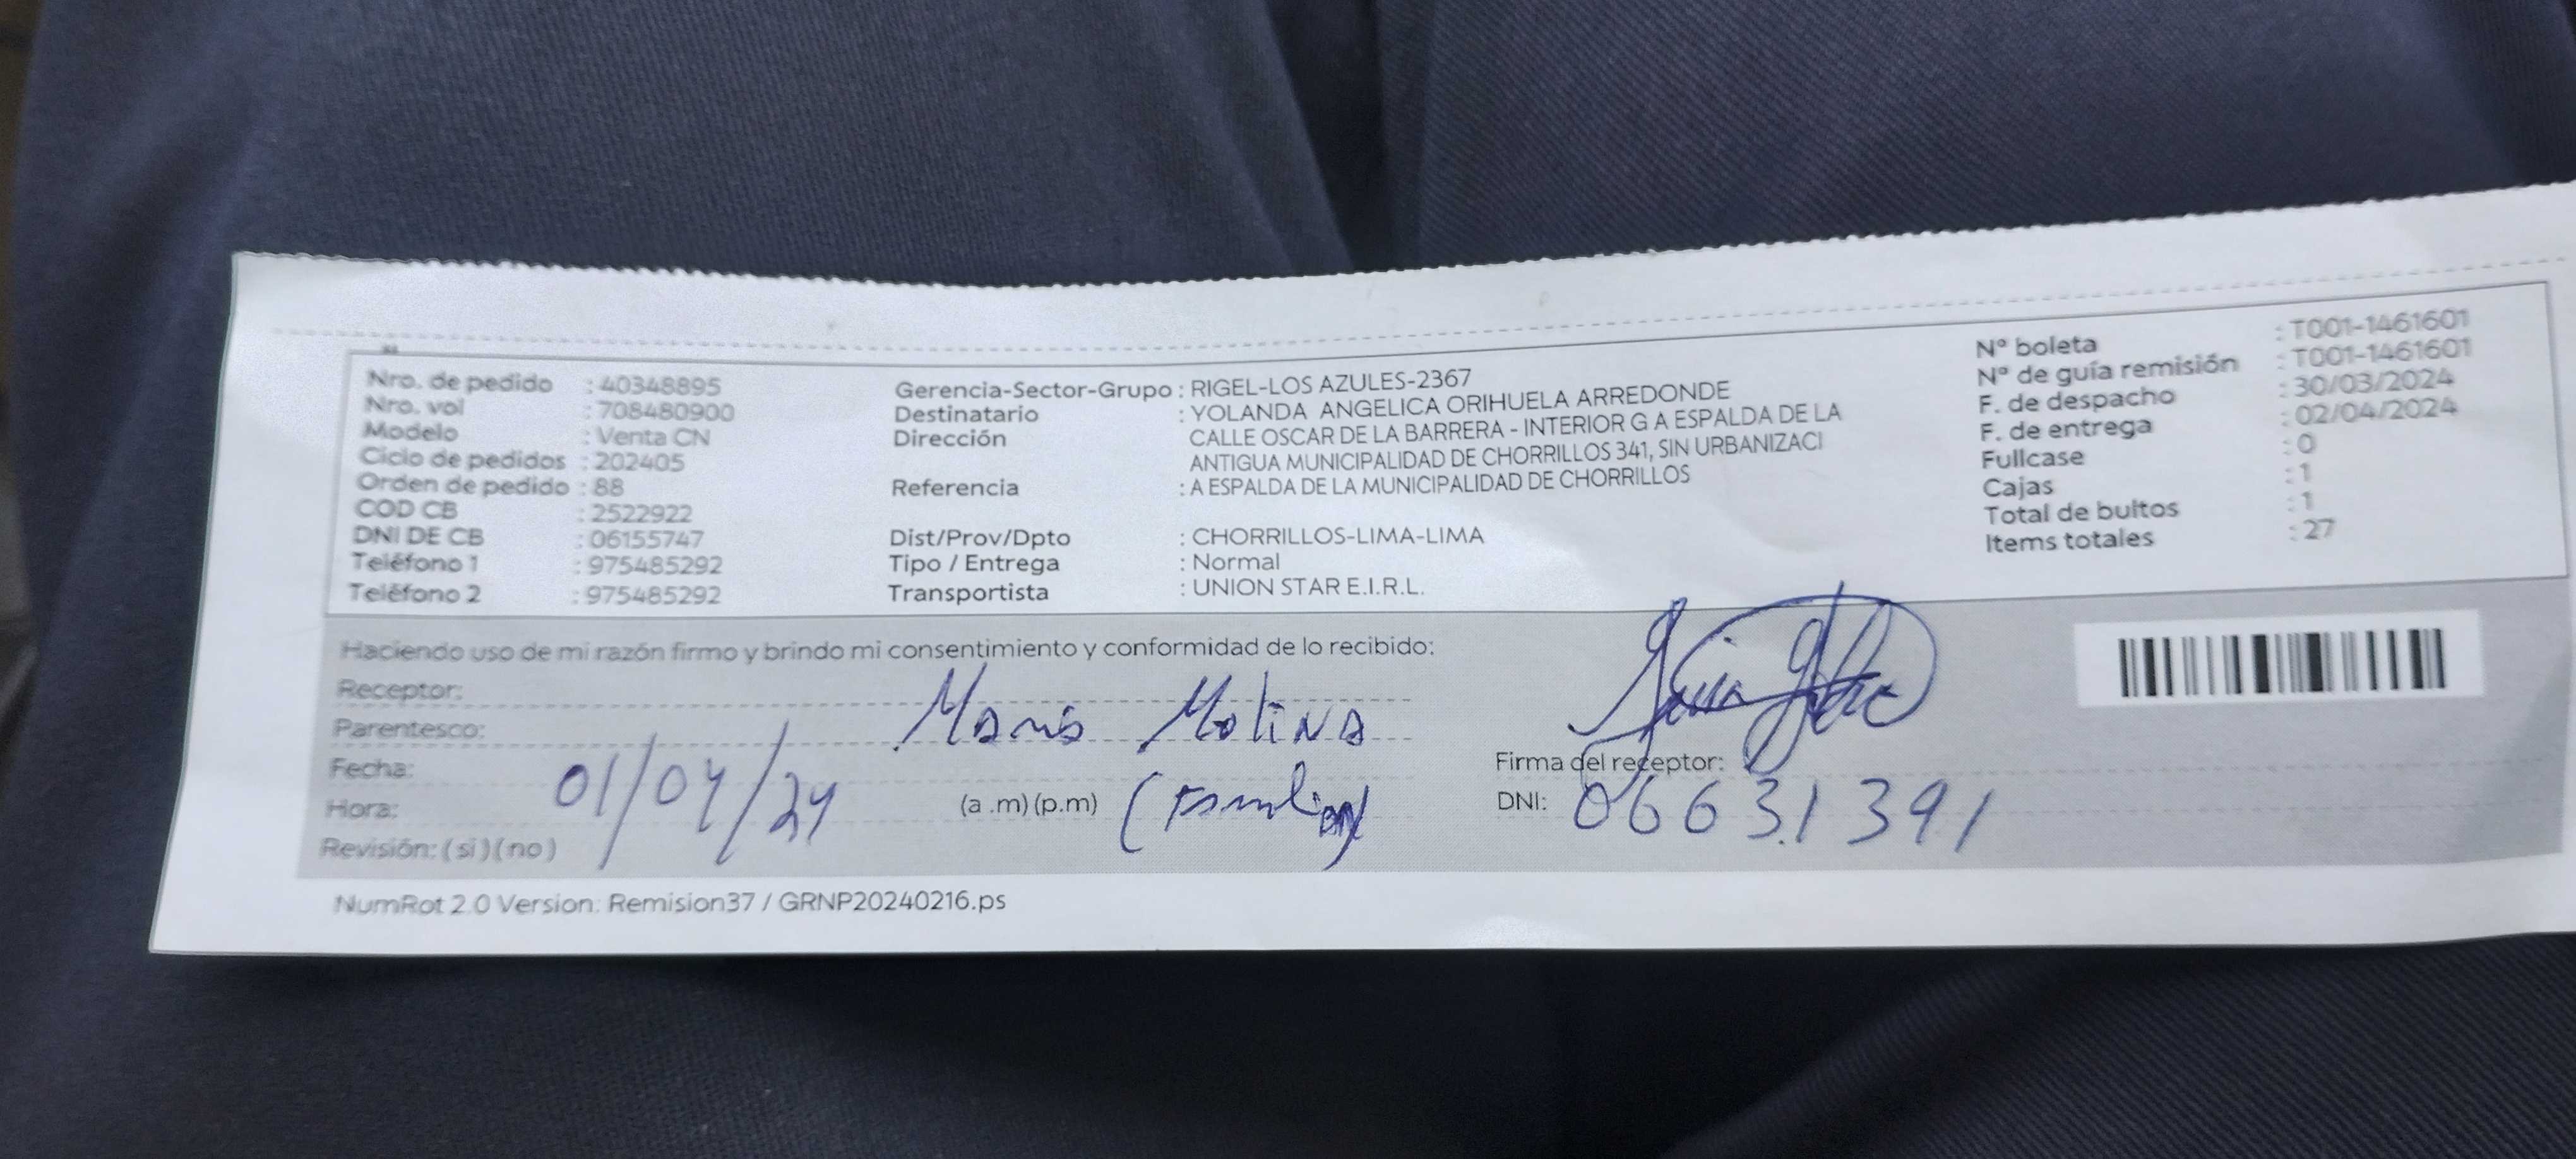 Nro. de pedido : 40348895
Nro. vol : 708480900
Modelo : Venta CN
Ciclo de pedidos : 202405
Orden de pedido : 88
COD CB : 2522922
DNI DE CB : 06155747
Teléfono 1 : 975485292
Teléfono 2 : 975485292
Gerencia-Sector-Grupo : RIGEL-LOS AZULES-2367
Destinatario : YOLANDA ANGELICA ORIHUELA ARREDONDE
Dirección CALLE OSCAR DE LA BARRERA - INTERIOR G A ESPALDA DE LA
ANTIGUA MUNICIPALIDAD DE CHORRILLOS 341, SIN URBANIZACI
Referencia : A ESPALDA DE LA MUNICIPALIDAD DE CHORRILLOS
Dist/Prov/Dpto : CHORRILLOS-LIMA-LIMA
Tipo / Entrega : Normal
Transportista : UNION STAR E.I.R.L.
Nº boleta : T001-1461601
Nº de guía remisión : T001-1461601
F. de despacho : 30/03/2024
F. de entrega : 02/04/2024
Fullcase : 0
Cajas : 1
Total de bultos : 1
Items totales : 27
Haciendo uso de mi razón firmo y brindo mi consentimiento y conformidad de lo recibido:
Receptor:
Parentesco: Molina
Fecha: 01/04/24
Hora: (a .m) (p.m)
Revisión: ( si ) ( no )
Firma del receptor:
DNI: 06631391
NumRot 2.0 Version: Remision37 / GRNP20240216.ps